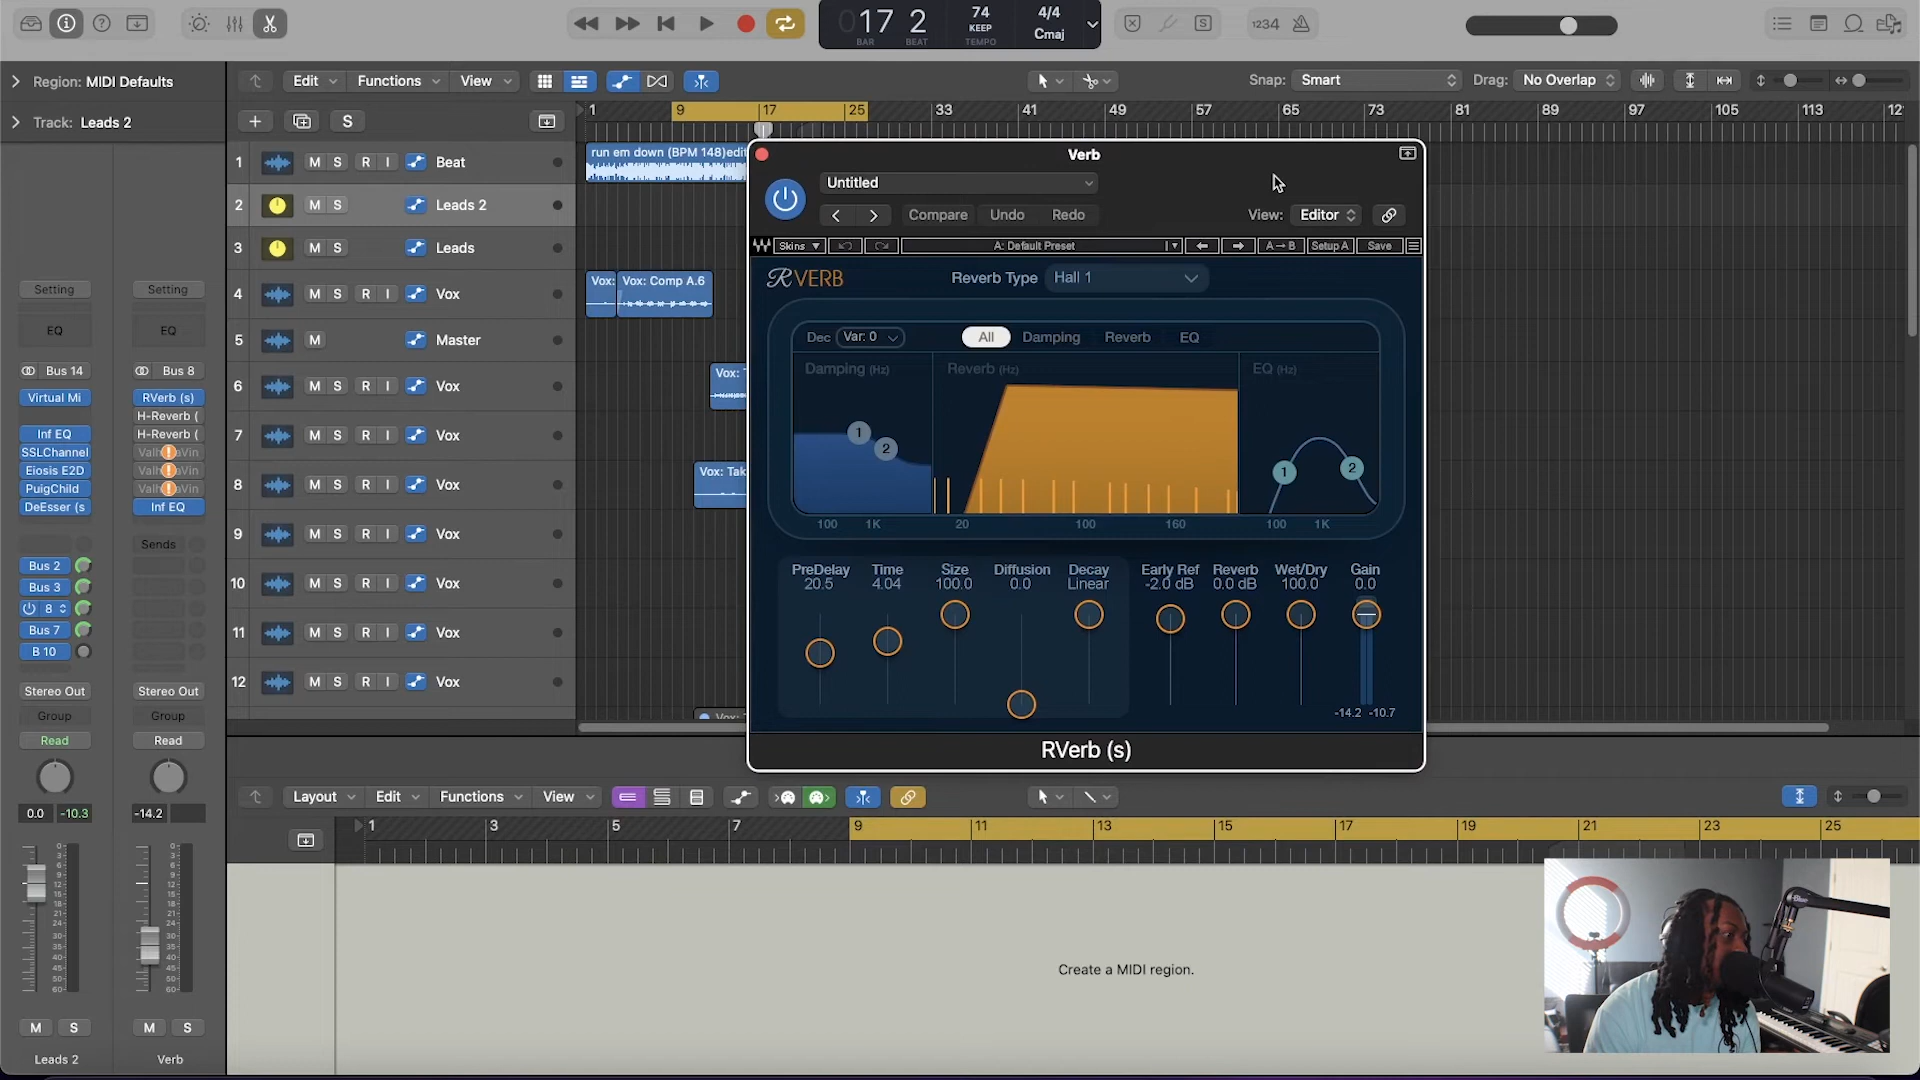 17 2
BAR BEAT
74
KEEP
TEMPO
4/4
Cmaj
1234
Region: MIDI Defaults
Edit Functions View
Snap: Smart
Drag: No Overlap
Track: Leads 2
S
1 9 17 25 33 41 49 57 65 73 81 89 97 105 113 12
1 M S R I Beat
run em down (BPM 148)edit
2 M S Leads 2
3 M S Leads
4 M S R I Vox
Vox: Vox: Comp A.6
5 M Master
6 M S R I Vox
7 M S R I Vox
8 M S R I Vox
Vox: Tak
9 M S R I Vox
10 M S R I Vox
11 M S R I Vox
12 M S R I Vox
Setting Setting
EQ EQ
Bus 14 Bus 8
Virtual Mi RVerb (s)
H-Reverb (
Inf EQ H-Reverb (
SSLChannel
Eiosis E2D
PuigChild
DeEsser (s Inf EQ
Sends
Bus 2
Bus 3
8
Bus 7
B 10
Stereo Out Stereo Out
Group Group
Read Read
0.0 -10.3 -14.2
M S M S
Leads 2 Verb
Verb
Untitled
Compare Undo Redo
View: Editor
Skins A: Default Preset A→B Setup A Save
RVERB
Reverb Type Hall 1
Dec Var: 0 All Damping Reverb EQ
Damping (Hz) Reverb (Hz) EQ (Hz)
1 2 1 2
100 1K 20 100 160 100 1K
PreDelay Time Size Diffusion Decay Early Ref Reverb Wet/Dry Gain
20.5 4.04 100.0 0.0 Linear -2.0 dB 0.0 dB 100.0 0.0
-14.2 -10.7
RVerb (s)
Layout Edit Functions View
1 3 5 7 9 11 13 15 17 19 21 23 25
Create a MIDI region.